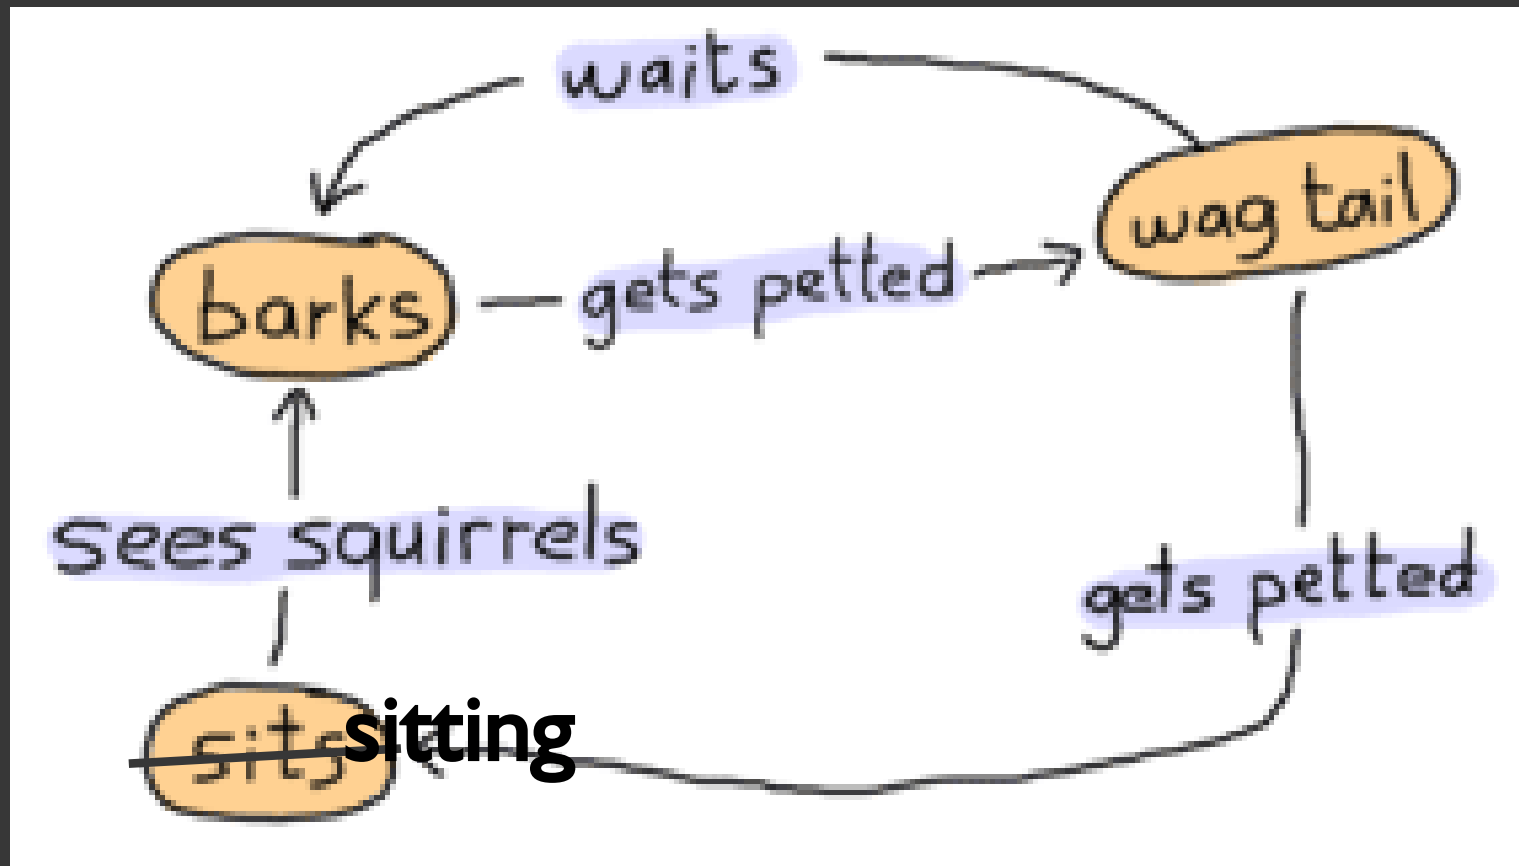 waits
wag tail
barks
gets petted
sees squirrels
gets petted
sits
sitting